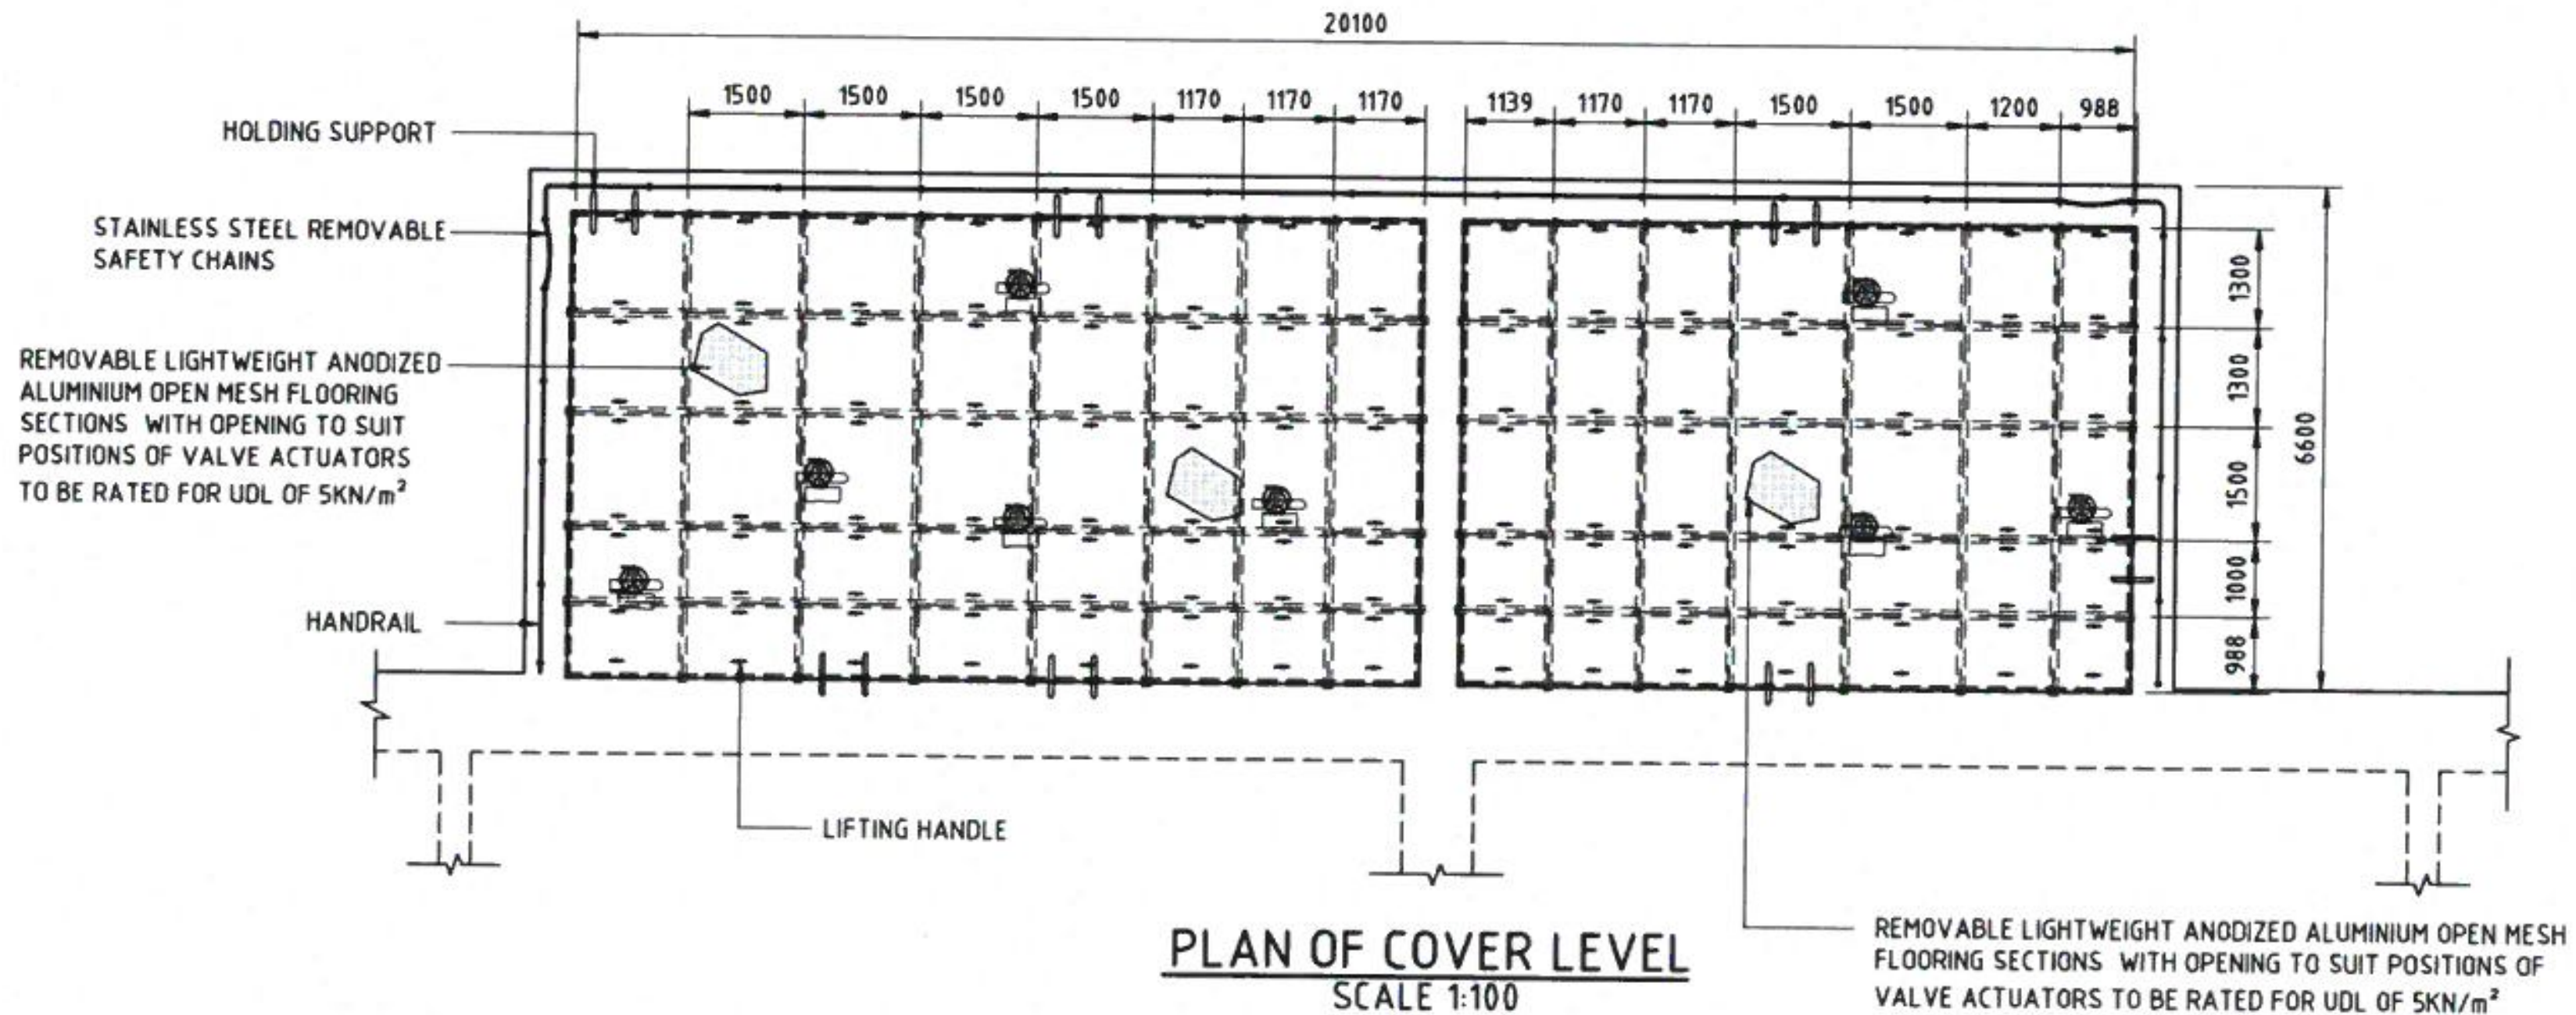 20100
1500 1500 1500 1500 1170 1170 1170 1139 1170 1170 1500 1500 1200 988
HOLDING SUPPORT
STAINLESS STEEL REMOVABLE
SAFETY CHAINS
REMOVABLE LIGHTWEIGHT ANODIZED
ALUMINIUM OPEN MESH FLOORING
SECTIONS WITH OPENING TO SUIT
POSITIONS OF VALVE ACTUATORS
TO BE RATED FOR UDL OF 5KN/m²
HANDRAIL
1300
1300
1500
1000
988
6600
LIFTING HANDLE
PLAN OF COVER LEVEL
SCALE 1:100
REMOVABLE LIGHTWEIGHT ANODIZED ALUMINIUM OPEN MESH
FLOORING SECTIONS WITH OPENING TO SUIT POSITIONS OF
VALVE ACTUATORS TO BE RATED FOR UDL OF 5KN/m²